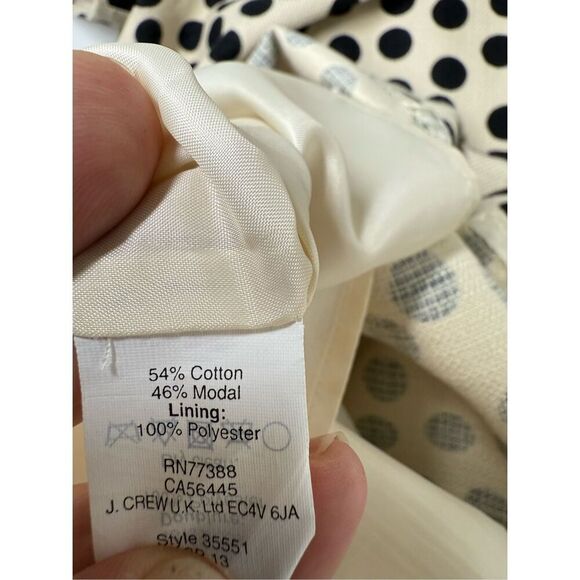 54% Cotton
46% Modal
Lining:
100% Polyester
RN77388
CA56445
J. CREW U.K. Ltd EC4V 6JA
Style 35551